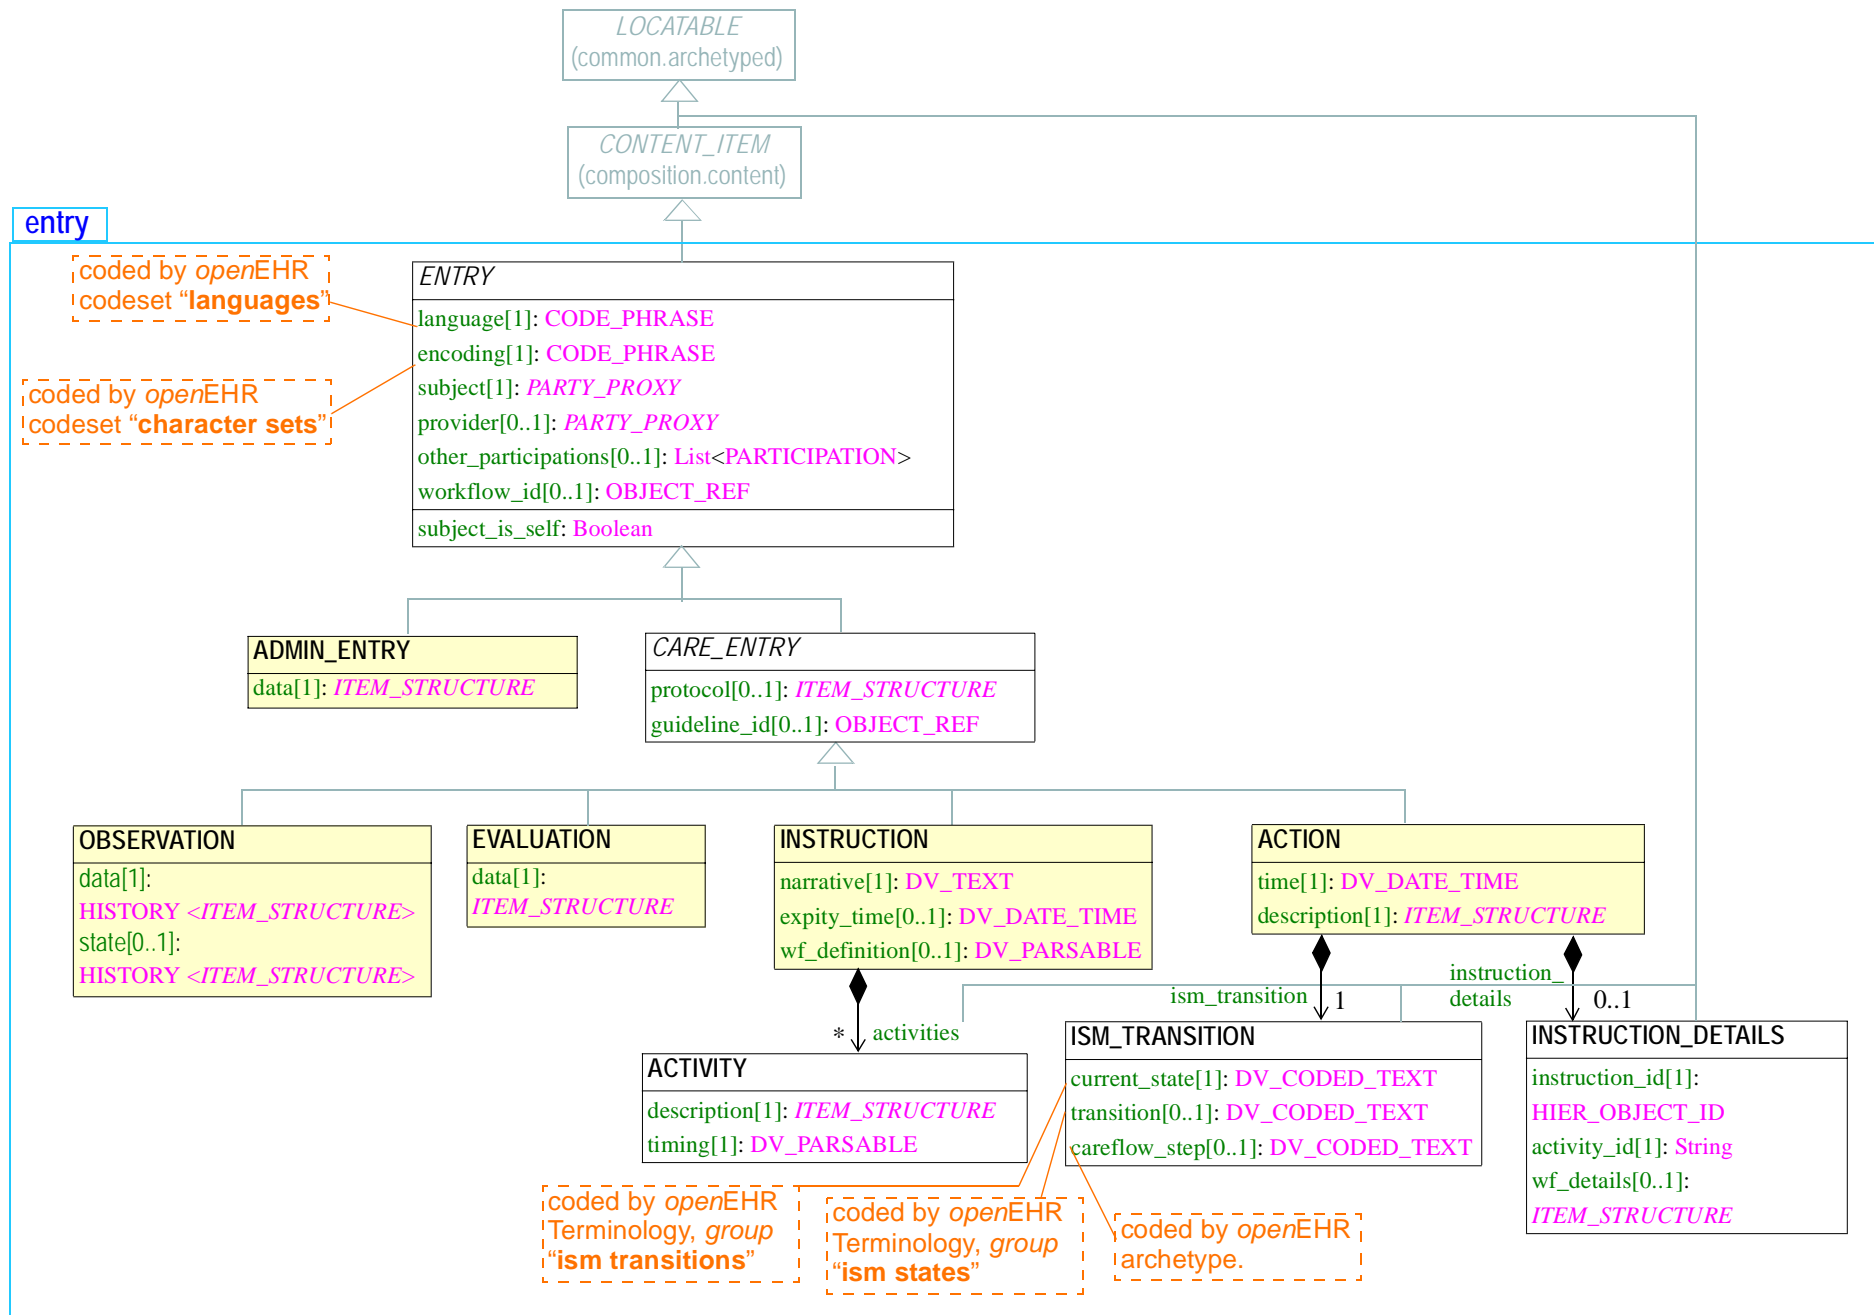 LOCATABLE
(common.archetyped)
CONTENT_ITEM
(composition.content)
entry
coded by openEHR
codeset “languages”
coded by openEHR
codeset “character sets”
ENTRY
language[1]: CODE_PHRASE
encoding[1]: CODE_PHRASE
subject[1]: PARTY_PROXY
provider[0..1]: PARTY_PROXY
other_participations[0..1]: List<PARTICIPATION>
workflow_id[0..1]: OBJECT_REF
subject_is_self: Boolean
ADMIN_ENTRY
data[1]: ITEM_STRUCTURE
CARE_ENTRY
protocol[0..1]: ITEM_STRUCTURE
guideline_id[0..1]: OBJECT_REF
OBSERVATION
data[1]:
HISTORY <ITEM_STRUCTURE>
state[0..1]:
HISTORY <ITEM_STRUCTURE>
EVALUATION
data[1]:
ITEM_STRUCTURE
INSTRUCTION
narrative[1]: DV_TEXT
expity_time[0..1]: DV_DATE_TIME
wf_definition[0..1]: DV_PARSABLE
ACTION
time[1]: DV_DATE_TIME
description[1]: ITEM_STRUCTURE
* activities
ism_transition 1
instruction_
details 0..1
ACTIVITY
description[1]: ITEM_STRUCTURE
timing[1]: DV_PARSABLE
ISM_TRANSITION
current_state[1]: DV_CODED_TEXT
transition[0..1]: DV_CODED_TEXT
careflow_step[0..1]: DV_CODED_TEXT
INSTRUCTION_DETAILS
instruction_id[1]:
HIER_OBJECT_ID
activity_id[1]: String
wf_details[0..1]:
ITEM_STRUCTURE
coded by openEHR
Terminology, group
“ism transitions”
coded by openEHR
Terminology, group
“ism states”
coded by openEHR
archetype.